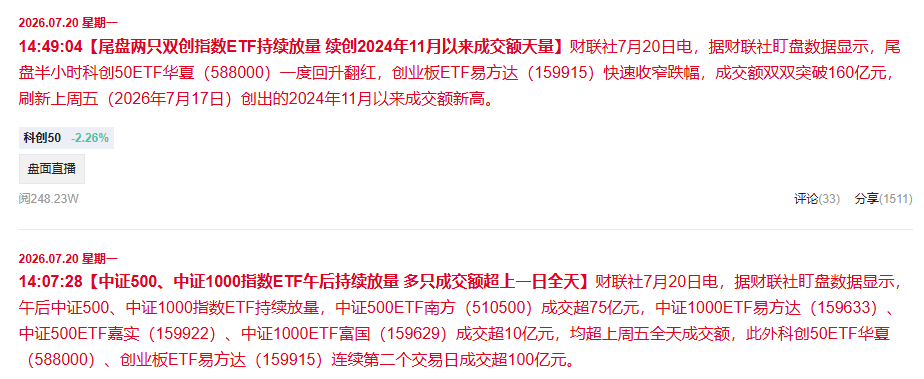 2026.07.20 星期一
14:49:04【尾盘两只双创指数ETF持续放量 续创2024年11月以来成交额天量】财联社7月20日电，据财联社盯盘数据显示，尾
盘半小时科创50ETF华夏（588000）一度回升翻红，创业板ETF易方达（159915）快速收窄跌幅，成交额双双突破160亿元，
刷新上周五（2026年7月17日）创出的2024年11月以来成交额新高。
科创50 -2.26%
盘面直播
阅248.23W 评论(33) 分享(1511)
2026.07.20 星期一
14:07:28【中证500、中证1000指数ETF午后持续放量 多只成交额超上一日全天】财联社7月20日电，据财联社盯盘数据显示，
午后中证500、中证1000指数ETF持续放量，中证500ETF南方（510500）成交超75亿元，中证1000ETF易方达（159633）、
中证500ETF嘉实（159922）、中证1000ETF富国（159629）成交超10亿元，均超上周五全天成交额，此外科创50ETF华夏
（588000）、创业板ETF易方达（159915）连续第二个交易日成交超100亿元。